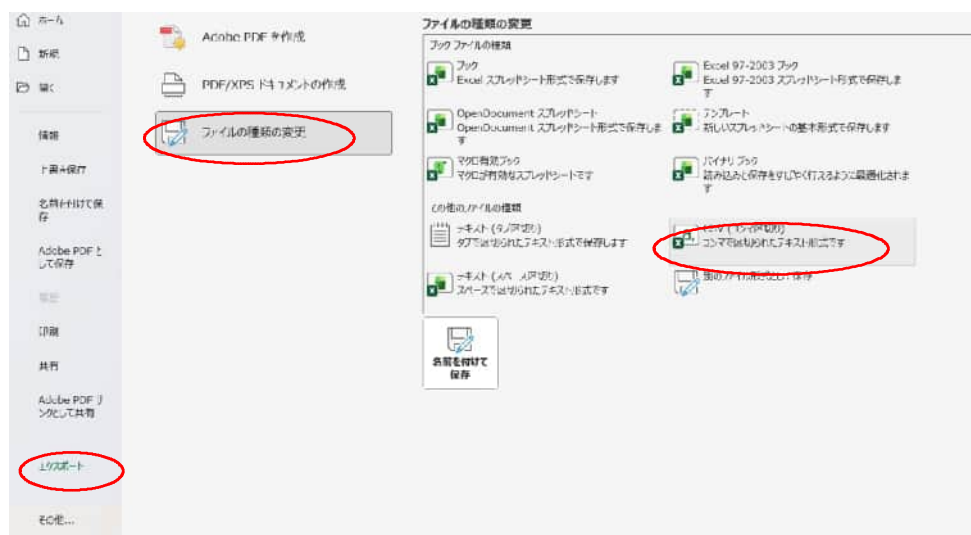 ホーム
新規
開く
情報
上書き保存
名前を付けて保
存
Adobe PDF と
して保存
履歴
印刷
共有
Adobe PDF リ
ンクとして共有
エクスポート
その他...
Adobe PDF を作成
PDF/XPS ドキュメントの作成
ファイルの種類の変更
ファイルの種類の変更
ブック ファイルの種類
ブック
Excel スプレッドシート形式で保存します
Excel 97-2003 ブック
Excel 97-2003 スプレッドシート形式で保存しま
す
OpenDocument スプレッドシート
OpenDocument スプレッドシート形式で保存しま
す
テンプレート
新しいスプレッドシートの基本形式で保存します
マクロ有効ブック
マクロが有効なスプレッドシートです
バイナリ ブック
読み込みと保存をすばやく行えるように最適化されま
す
その他のファイルの種類
テキスト (タブ区切り)
タブで区切られたテキスト形式で保存します
CSV (コンマ区切り)
コンマで区切られたテキスト形式です
テキスト (スペース区切り)
スペースで区切られたテキスト形式です
別のファイル形式として保存
名前を付けて
保存